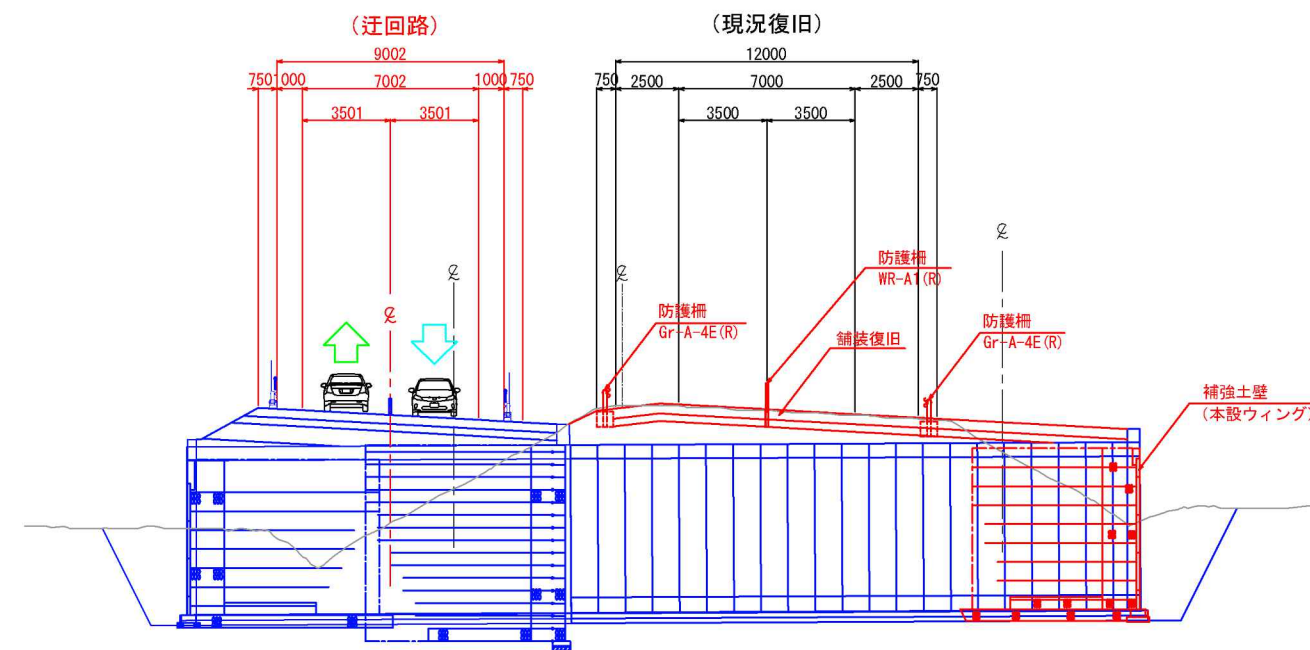 (迂回路)
(現況復旧)
9002
12000
750
1000
7002
1000
750
750
2500
7000
2500
750
3501
3501
3500
3500
防護柵
WR-A1(R)
防護柵
Gr-A-4E(R)
舗装復旧
防護柵
Gr-A-4E(R)
補強土壁
(本設ウィング)